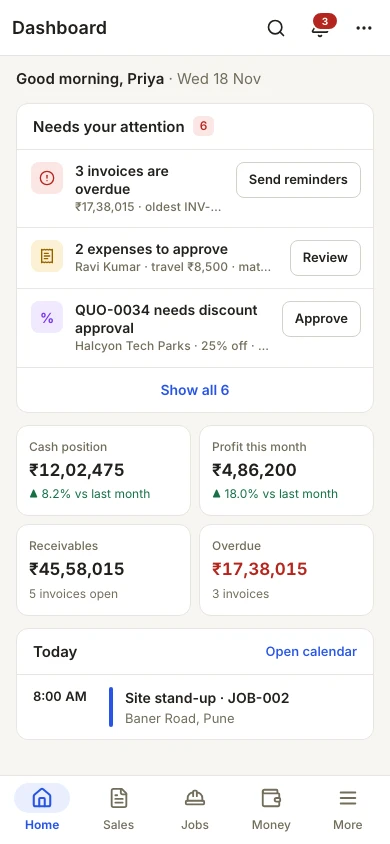 Dashboard
3
Good morning, Priya · Wed 18 Nov
Needs your attention 6
3 invoices are
overdue
₹17,38,015 · oldest INV-...
Send reminders
2 expenses to approve
Ravi Kumar · travel ₹8,500 · mat...
Review
%
QUO-0034 needs discount
approval
Halcyon Tech Parks · 25% off · ...
Approve
Show all 6
Cash position
₹12,02,475
▲ 8.2% vs last month
Profit this month
₹4,86,200
▲ 18.0% vs last month
Receivables
₹45,58,015
5 invoices open
Overdue
₹17,38,015
3 invoices
Today
Open calendar
8:00 AM
Site stand-up · JOB-002
Baner Road, Pune
Home
Sales
Jobs
Money
More